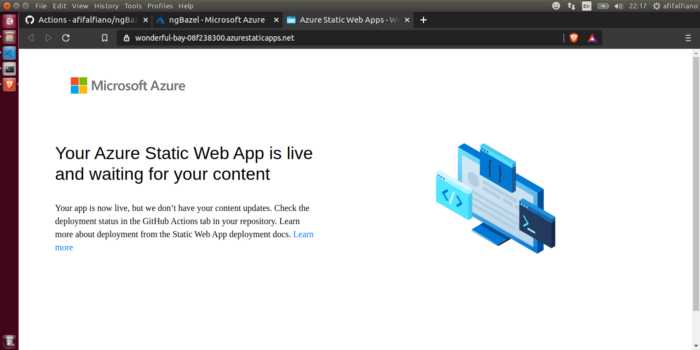 File Edit View History Tools Profiles Help
22:17 afifalfiano
Actions · afifalfiano/ngBaz
ngBazel - Microsoft Azure
Azure Static Web Apps - W
wonderful-bay-08f238300.azurestaticapps.net
Microsoft Azure
Your Azure Static Web App is live
and waiting for your content
Your app is now live, but we don’t have your content updates. Check the
deployment status in the GitHub Actions tab in your repository. Learn
more about deployment from the Static Web App deployment docs. Learn
more